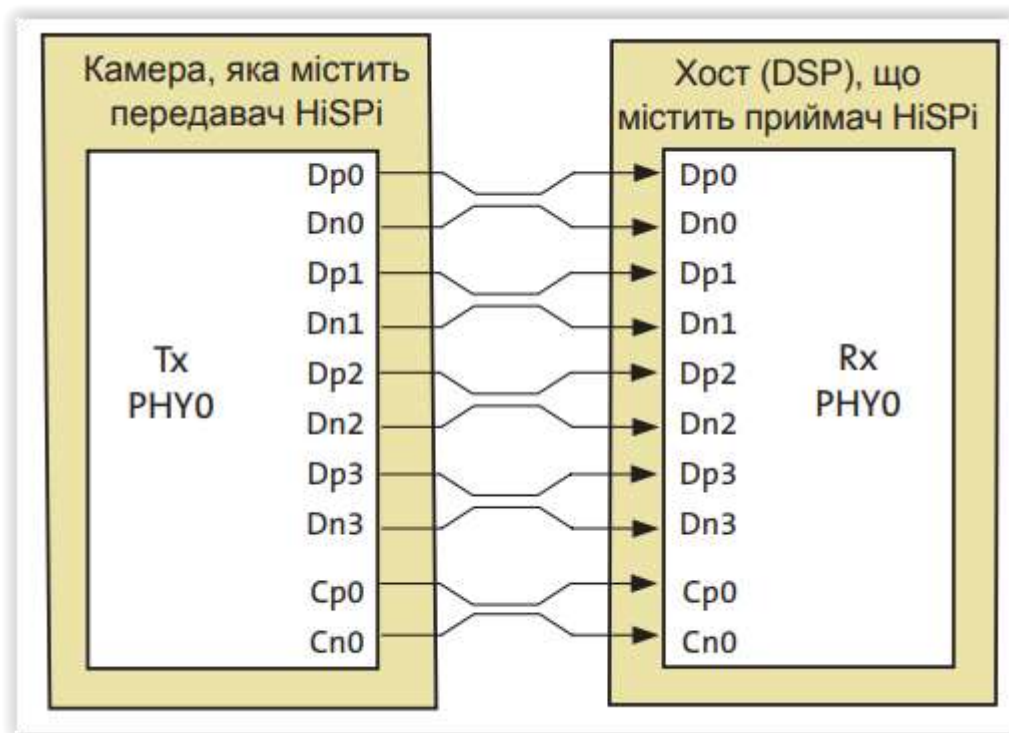 Камера, яка містить
передавач HiSPi
Tx
PHY0
Dp0
Dn0
Dp1
Dn1
Dp2
Dn2
Dp3
Dn3
Cp0
Cn0
Хост (DSP), що
містить приймач HiSPi
Dp0
Dn0
Dp1
Dn1
Dp2
Dn2
Dp3
Dn3
Cp0
Cn0
Rx
PHY0